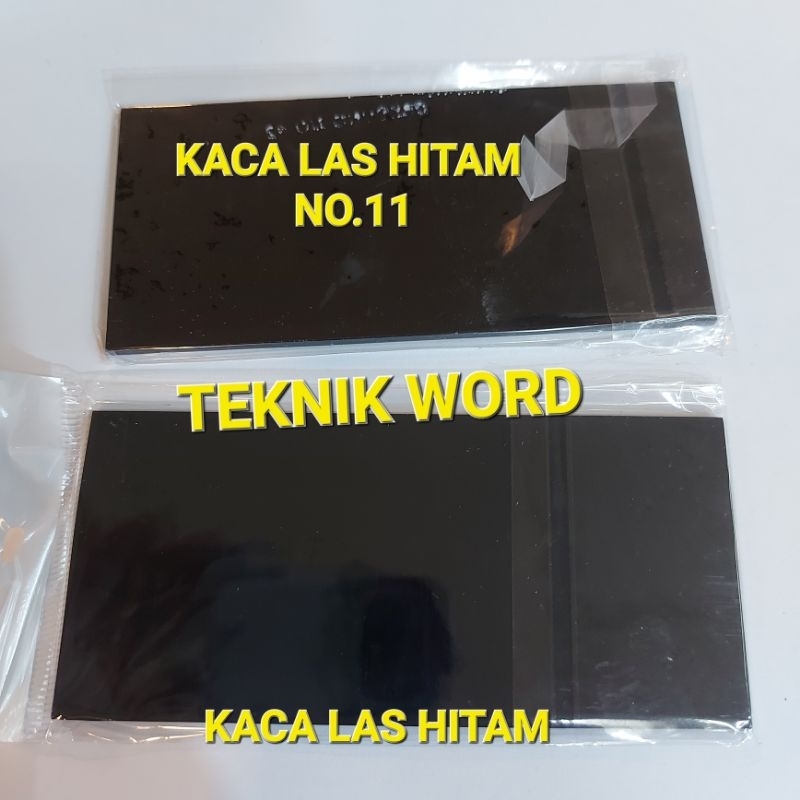 KACA LAS HITAM
NO.11
TEKNIK WORD
KACA LAS HITAM